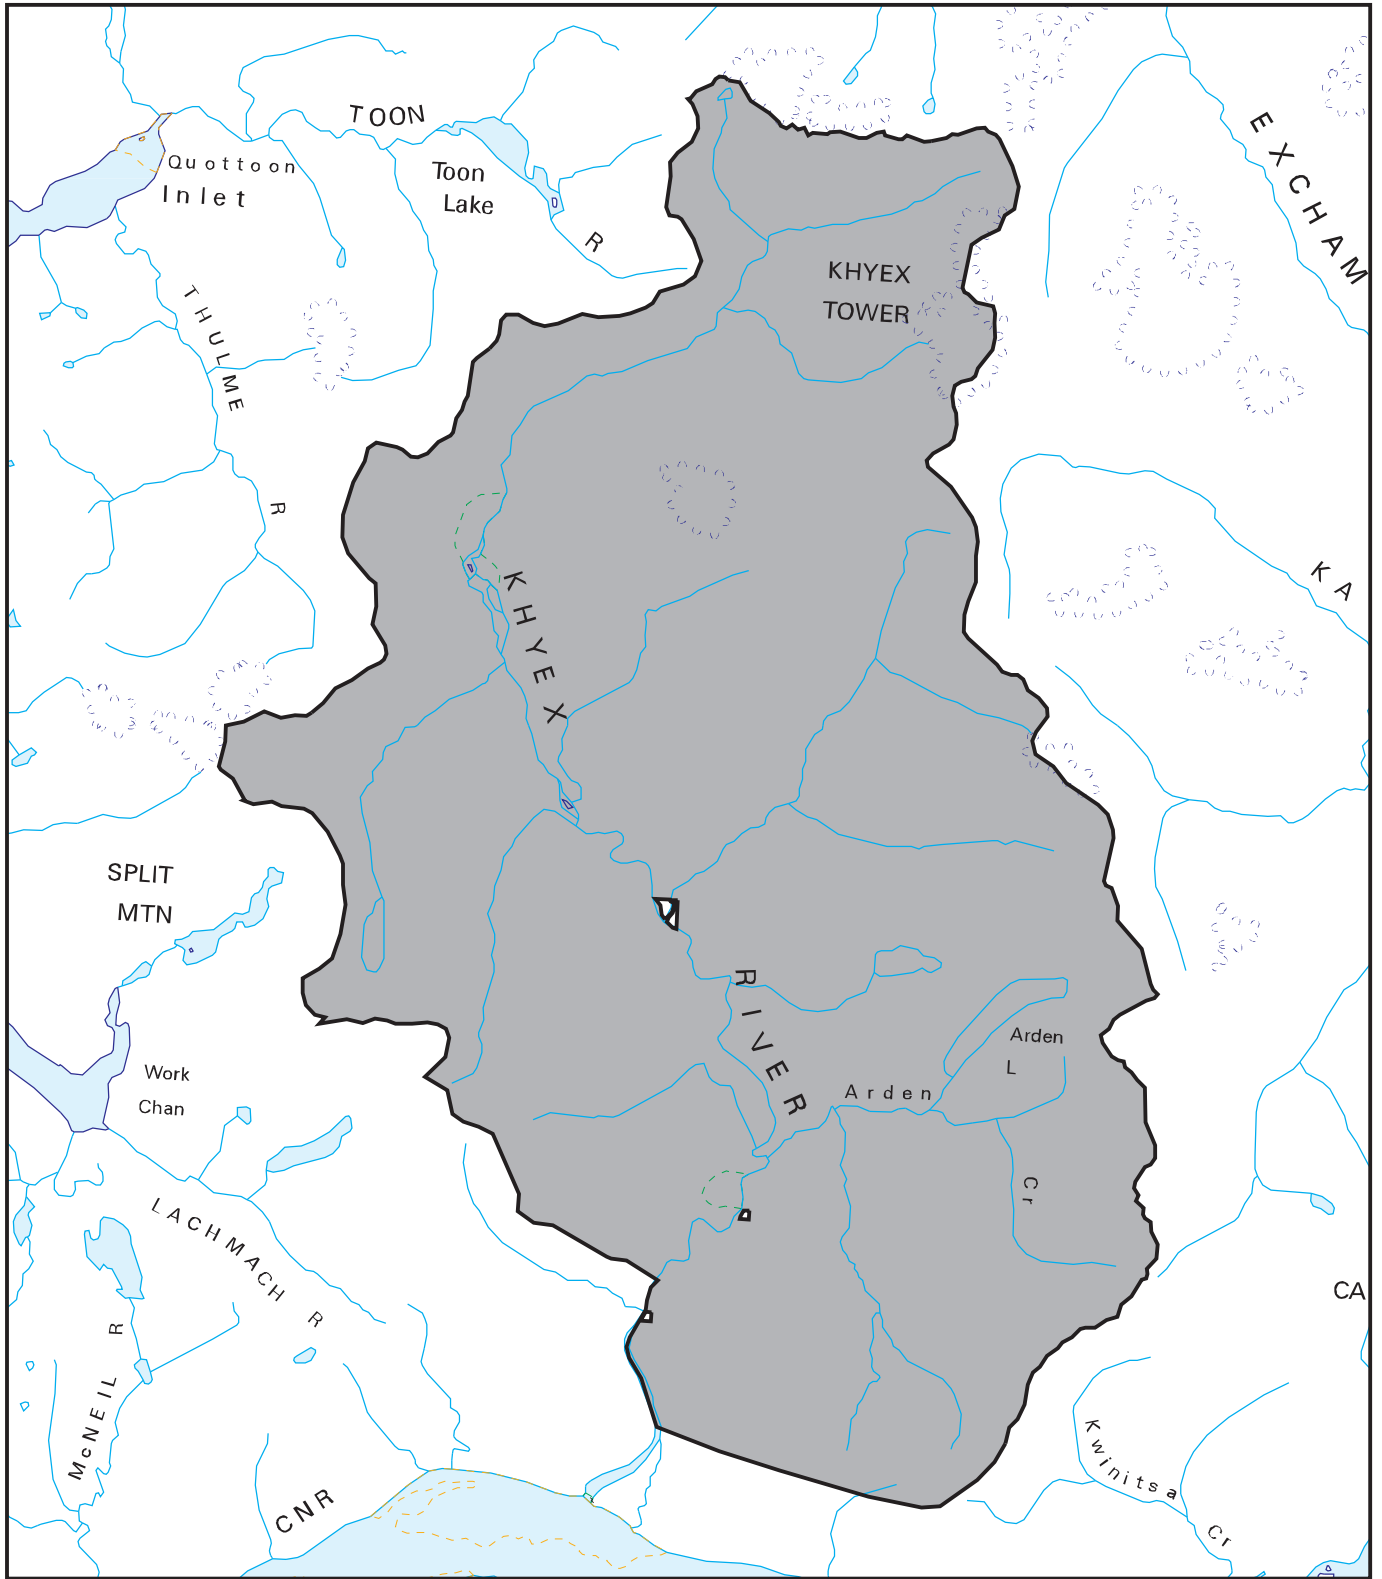 TOON
EXCHAM
Quottoon
Inlet
Toon
Lake
R
KHYEX
TOWER
THULME
R
KHYEX
KA
SPLIT
MTN
RIVER
Arden
L
Work
Chan
Arden
Cr
LACHMACH R
CA
McNEIL R
Kwinitsa
Cr
CNR